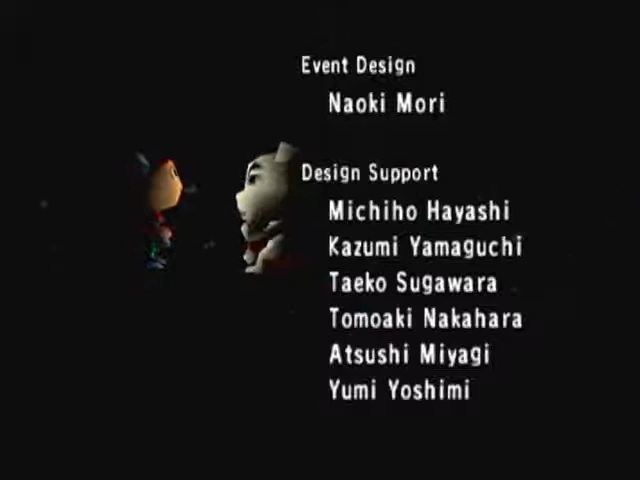 Event Design
Naoki Mori
Design Support
Michiho Hayashi
Kazumi Yamaguchi
Taeko Sugawara
Tomoaki Nakahara
Atsushi Miyagi
Yumi Yoshimi